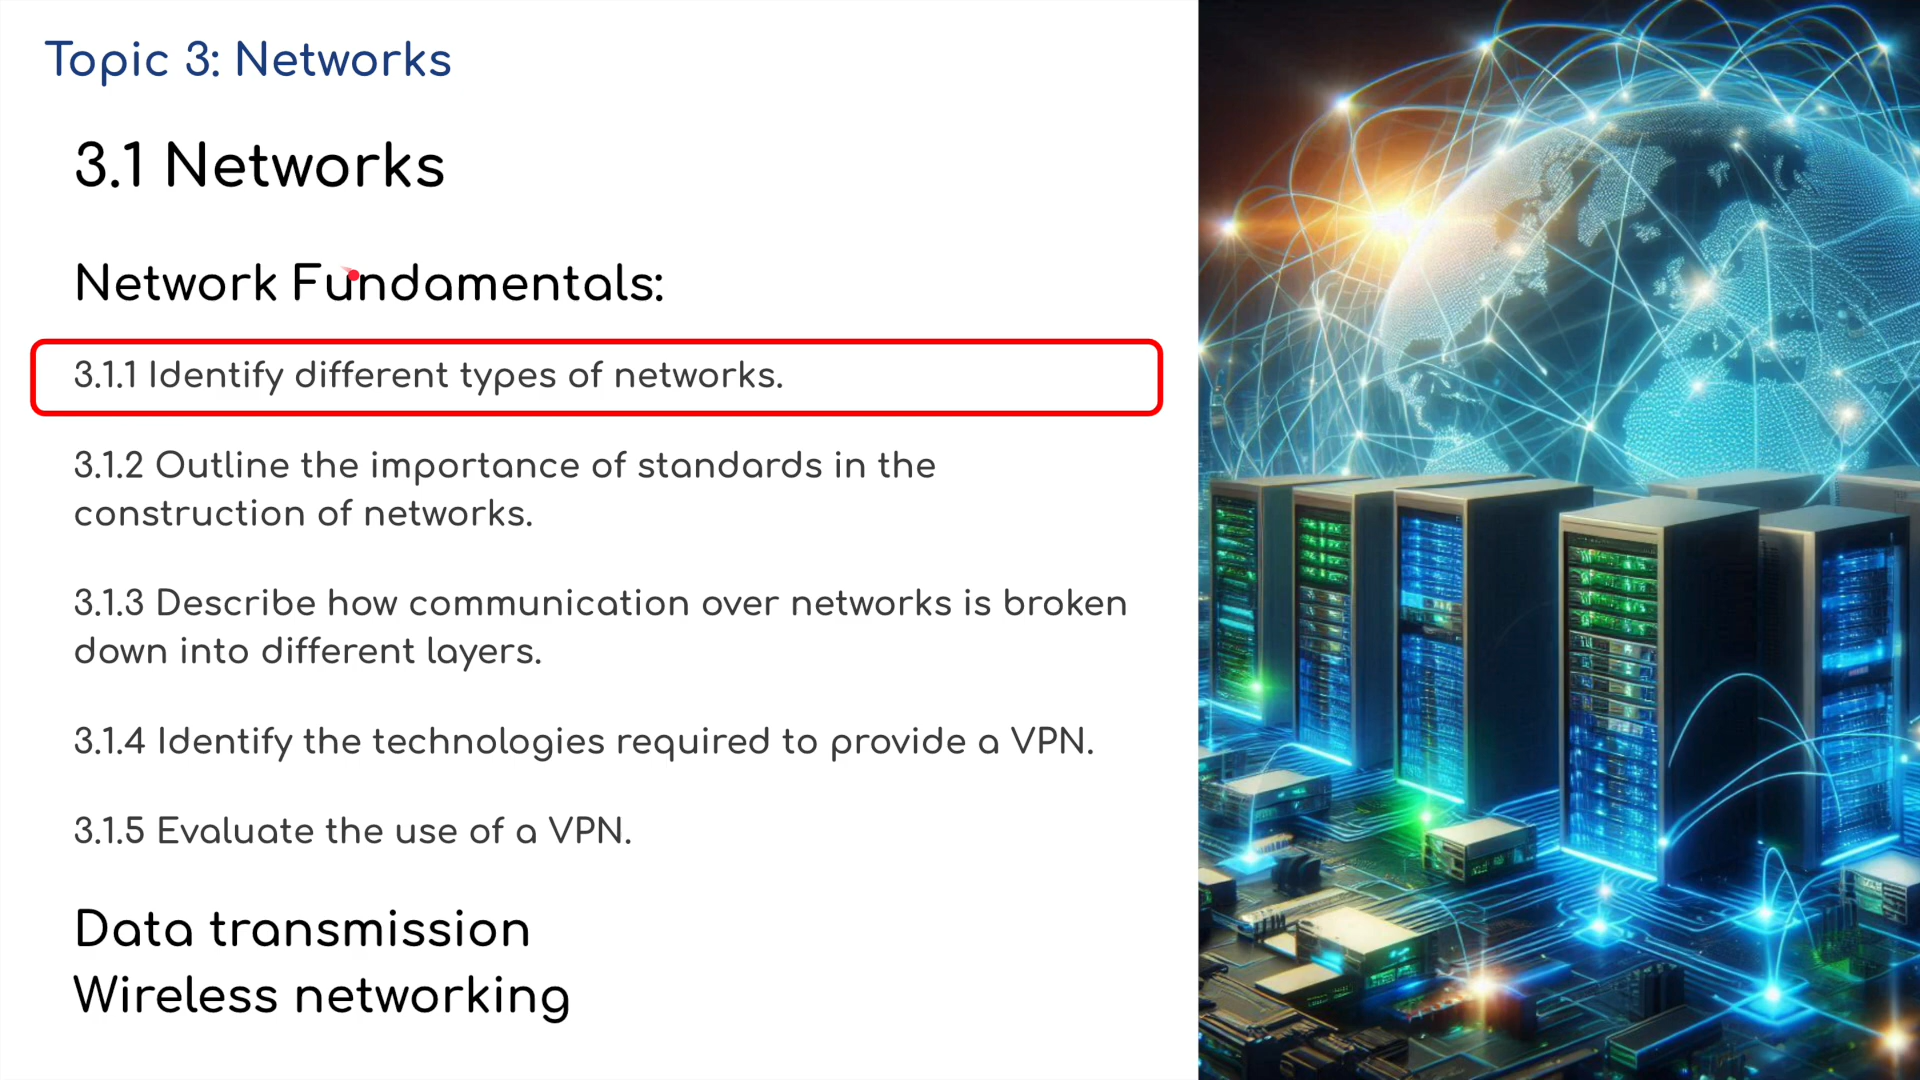 Topic 3: Networks
3.1 Networks
Network Fundamentals:
3.1.1 Identify different types of networks.
3.1.2 Outline the importance of standards in the
construction of networks.
3.1.3 Describe how communication over networks is broken
down into different layers.
3.1.4 Identify the technologies required to provide a VPN.
3.1.5 Evaluate the use of a VPN.
Data transmission
Wireless networking